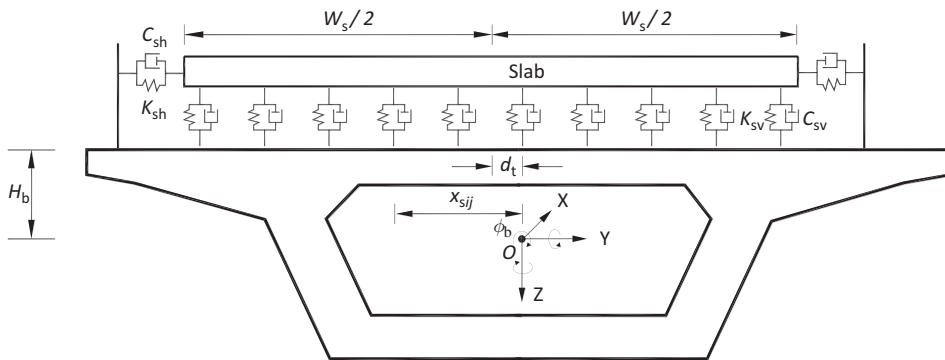 W_s/2 W_s/2
C_sh
Slab
K_sh K_sv C_sv
d_t
H_b
x_sij
X
ϕ_b
Y
O
Z